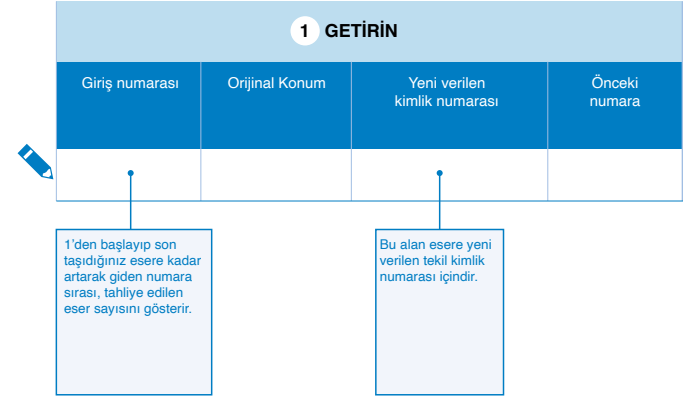 1 GETİRİN
Giriş numarası
Orijinal Konum
Yeni verilen
kimlik numarası
Önceki
numara
1’den başlayıp son
taşıdığınız esere kadar
artarak giden numara
sırası, tahliye edilen
eser sayısını gösterir.
Bu alan esere yeni
verilen tekil kimlik
numarası içindir.